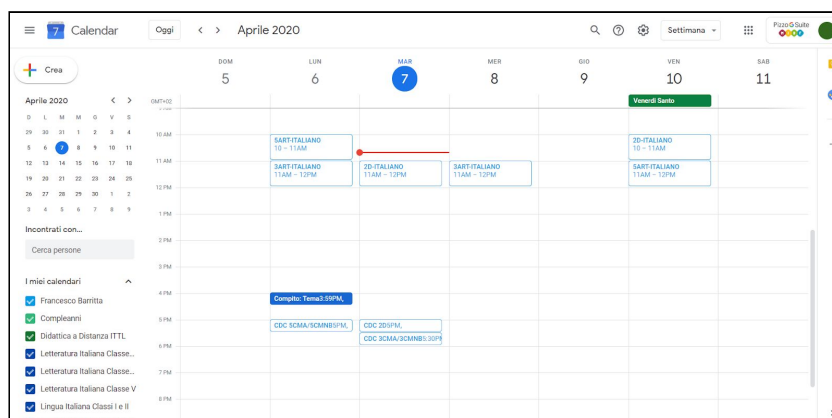 7 Calendar
Oggi
Aprile 2020
Settimana
Pizzo G Suite
Crea
DOM LUN MAR MER GIO VEN SAB
5 6 7 8 9 10 11
Aprile 2020
GMT+02
Venerdì Santo
D L M M G V S
29 30 31 1 2 3 4
5 6 7 8 9 10 11
12 13 14 15 16 17 18
19 20 21 22 23 24 25
26 27 28 29 30 1 2
3 4 5 6 7 8 9
10 AM
5ART-ITALIANO
10 – 11AM
2D-ITALIANO
10 – 11AM
11 AM
3ART-ITALIANO
11AM – 12PM
2D-ITALIANO
11AM – 12PM
3ART-ITALIANO
11AM – 12PM
5ART-ITALIANO
11AM – 12PM
12 PM
1 PM
2 PM
3 PM
4 PM
5 PM
6 PM
7 PM
8 PM
Compito: Tema3:59PM,
CDC 5CMA/5CMNB5PM,
CDC 2D5PM,
CDC 3CMA/3CMNB5:30PM
Incontrati con...
Cerca persone
I miei calendari
Francesco Barritta
Compleanni
Didattica a Distanza ITTL
Letteratura Italiana Classe...
Letteratura Italiana Classe...
Letteratura Italiana Classe V
Lingua Italiana Classi I e II